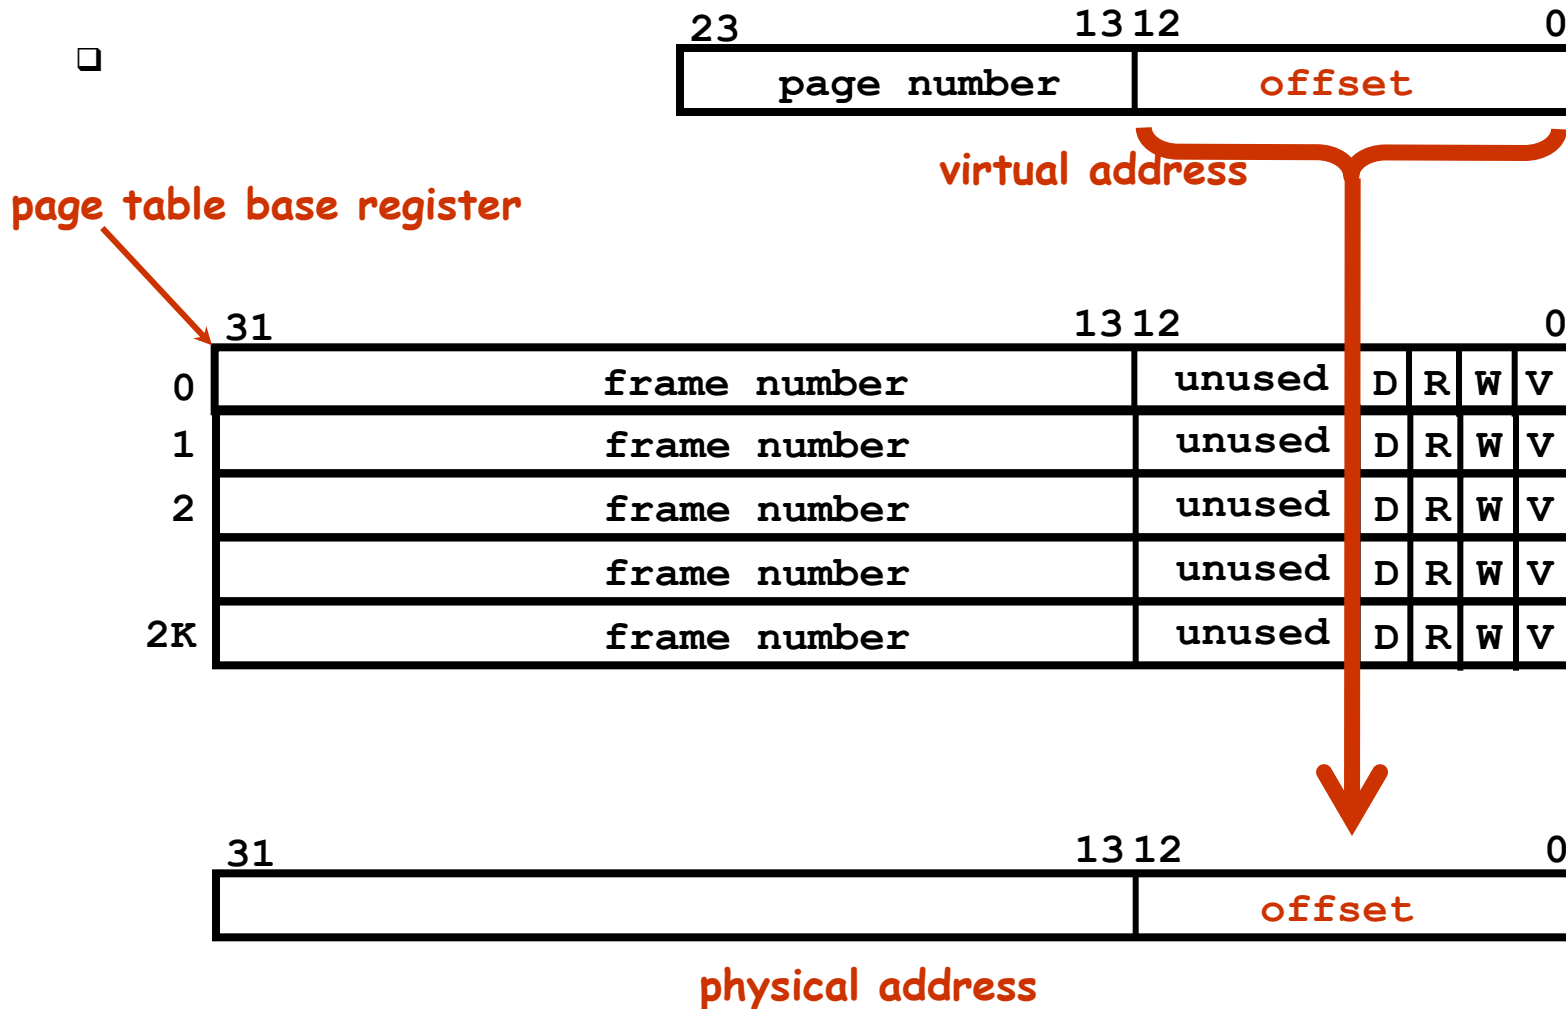 23 13 12 0
❑
page number offset
virtual address
page table base register
31 13 12 0
0 frame number unused D R W V
1 frame number unused D R W V
2 frame number unused D R W V
frame number unused D R W V
2K frame number unused D R W V
31 13 12 0
offset
physical address